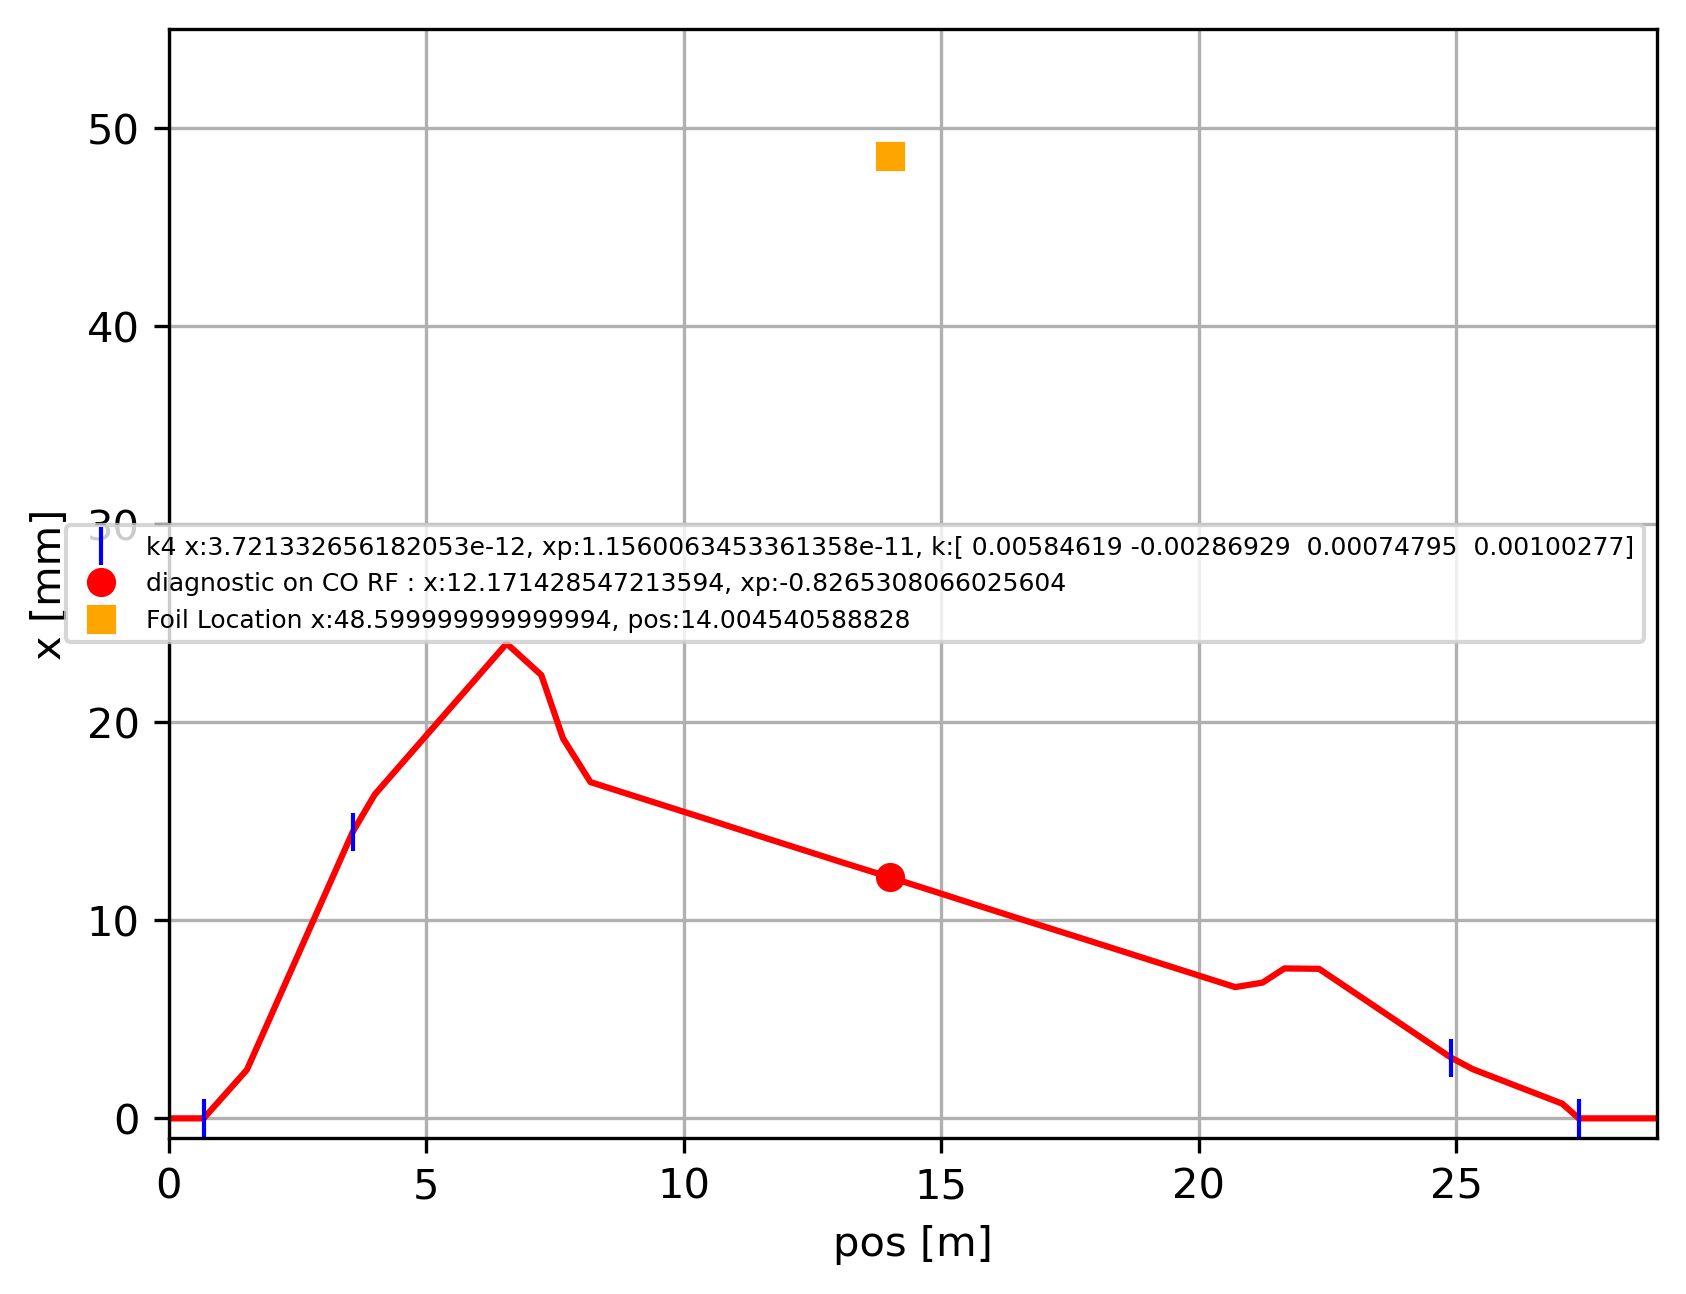 50
40
30
k4 x:3.721332656182053e-12, xp:1.1560063453361358e-11, k:[ 0.00584619 -0.00286929  0.00074795  0.00100277]
diagnostic on CO RF : x:12.171428547213594, xp:-0.8265308066025604
Foil Location x:48.599999999999994, pos:14.004540588828
x [mm]
20
10
0
0 5 10 15 20 25
pos [m]